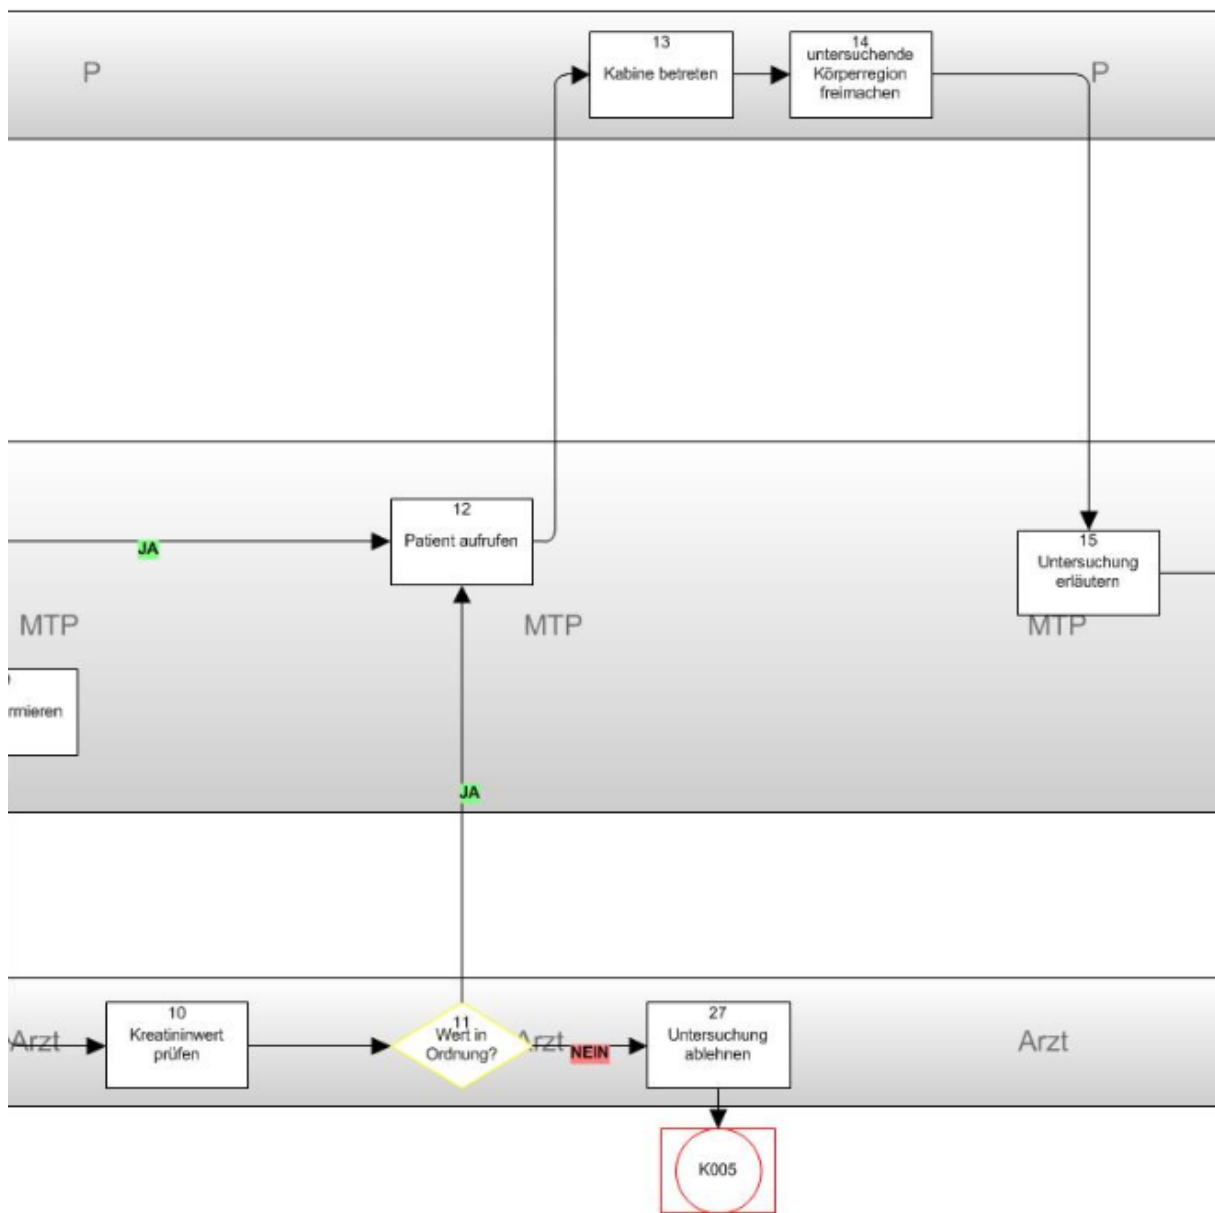 P
13
Kabine betreten
14
untersuchende
Körperregion
freimachen
P
12
Patient aufrufen
JA
15
Untersuchung
erläutern
MTP
MTP
MTP
rmieren
JA
Arzt
10
Kreatininwert
prüfen
11
Wert in
Ordnung?
Arzt
NEIN
27
Untersuchung
ablehnen
Arzt
K005